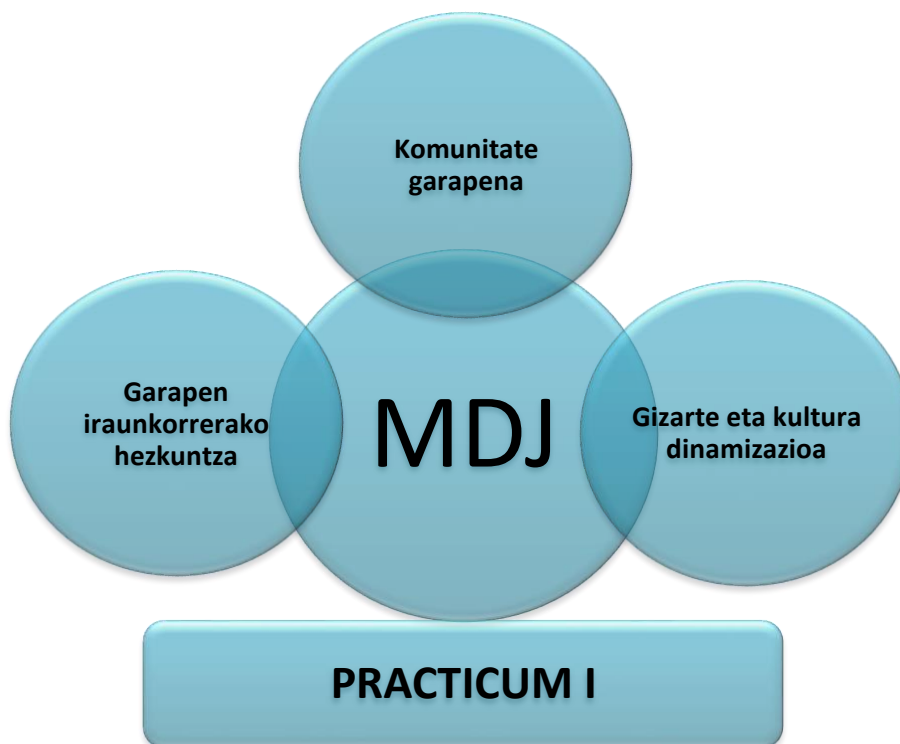 Komunitate
garapena
Garapen
iraunkorrerako
hezkuntza
MDJ
Gizarte eta kultura
dinamizazioa
PRACTICUM I